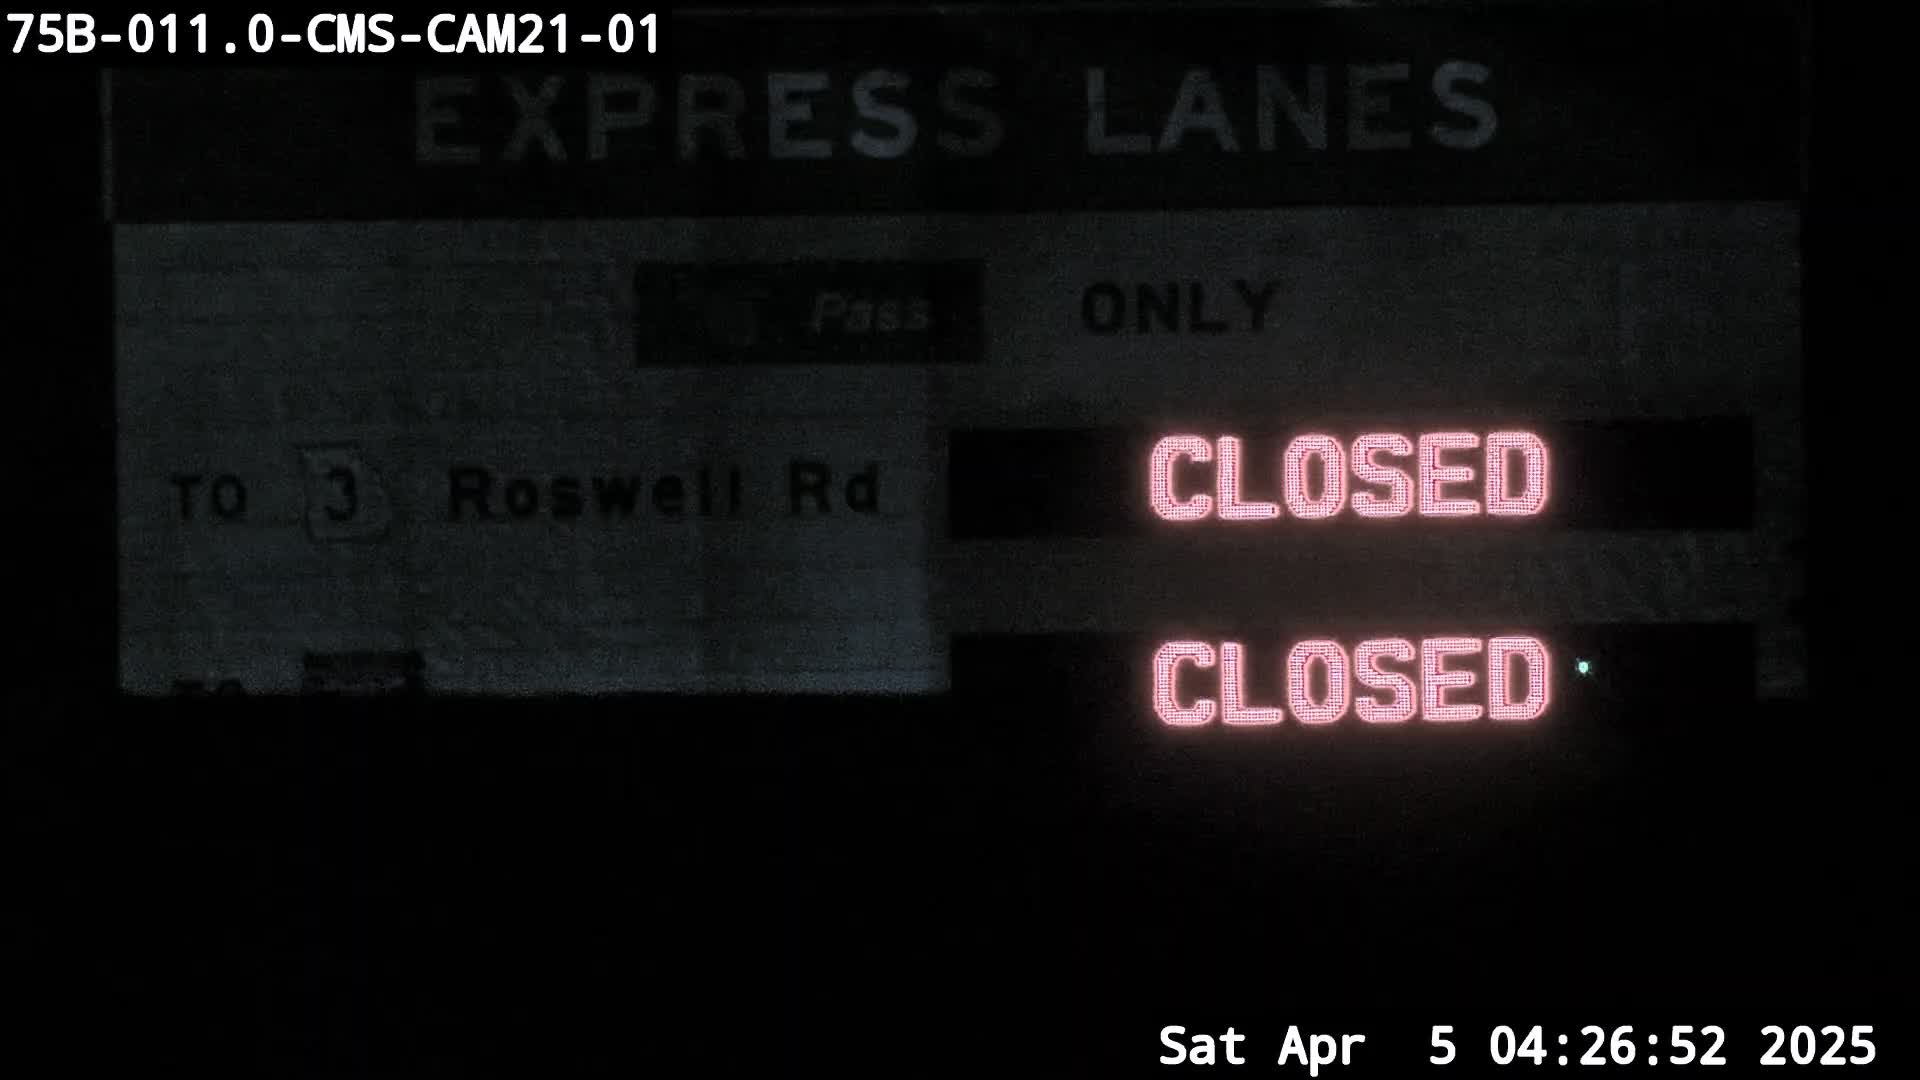 75B-011.0-CMS-CAM21-01
EXPRESS LANES
Pass ONLY
TO 3 Roswell Rd CLOSED
TO CLOSED
Sat Apr 5 04:26:52 2025